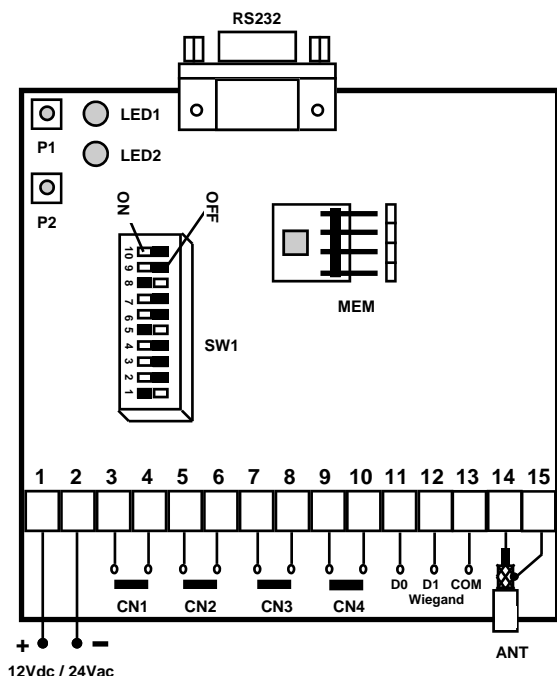 RS232
LED1
P1
LED2
P2
ON
OFF
10
9
8
7
6
5
4
3
2
1
SW1
MEM
1 2 3 4 5 6 7 8 9 10 11 12 13 14 15
D0 D1 COM
CN1 CN2 CN3 CN4 Wiegand
+ −
ANT
12Vdc / 24Vac